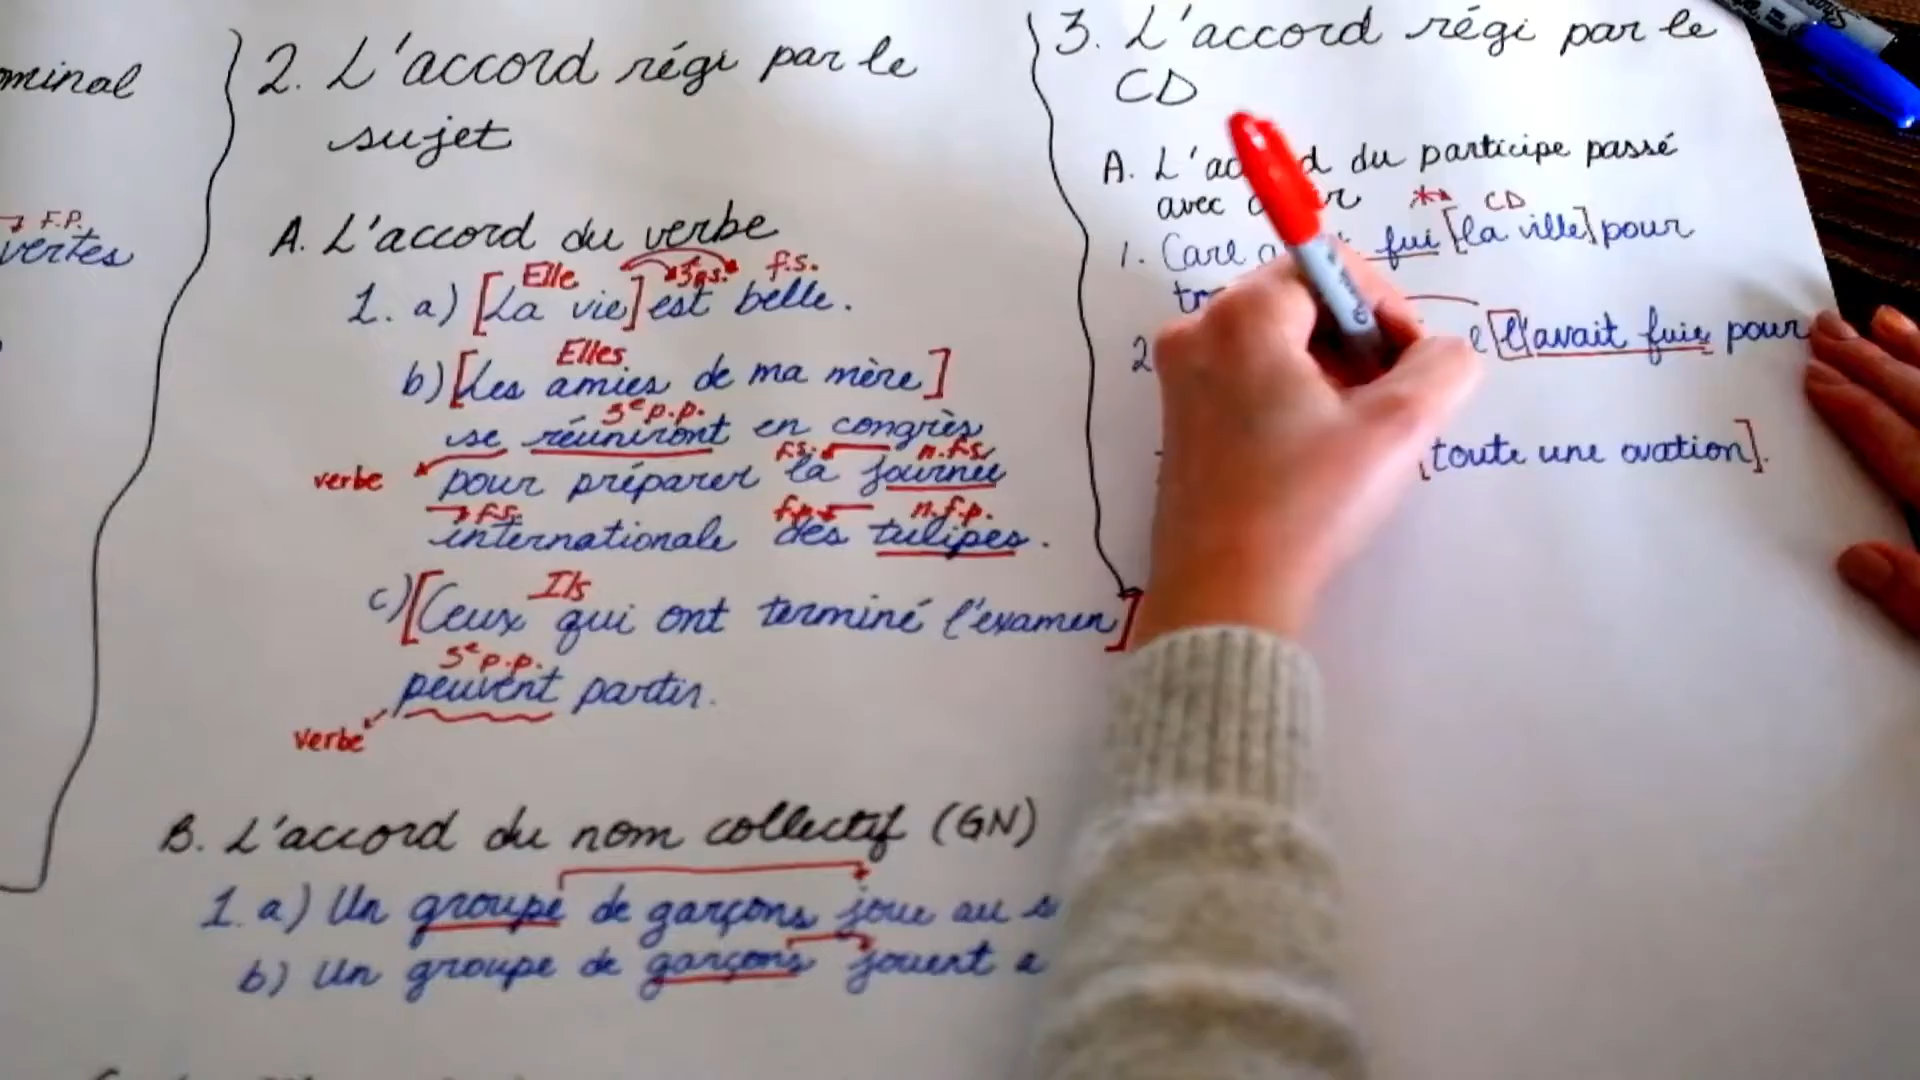 minal
F.P.
vertes
2. L'accord régi par le
sujet
A. L'accord du verbe
Elle 3e p.s. f.s.
1. a) [La vie] est belle.
Elles
b) [Les amies de ma mère]
3e p.p.
se réuniront en congrès
f.s. n.f.s.
verbe pour préparer la journée
f.s. f.p. n.f.p.
internationale des tulipes.
Ils
c) [Ceux qui ont terminé l'examen]
3e p.p.
peuvent partir.
verbe
B. L'accord du nom collectif (GN)
1. a) Un groupe de garçons joue au
b) Un groupe de garçons jouent
3. L'accord régi par le
CD
A. L' du participe passé
avec
CD
1. Carl fui [la ville] pour
2 l'avait fuie pour
[toute une ovation].